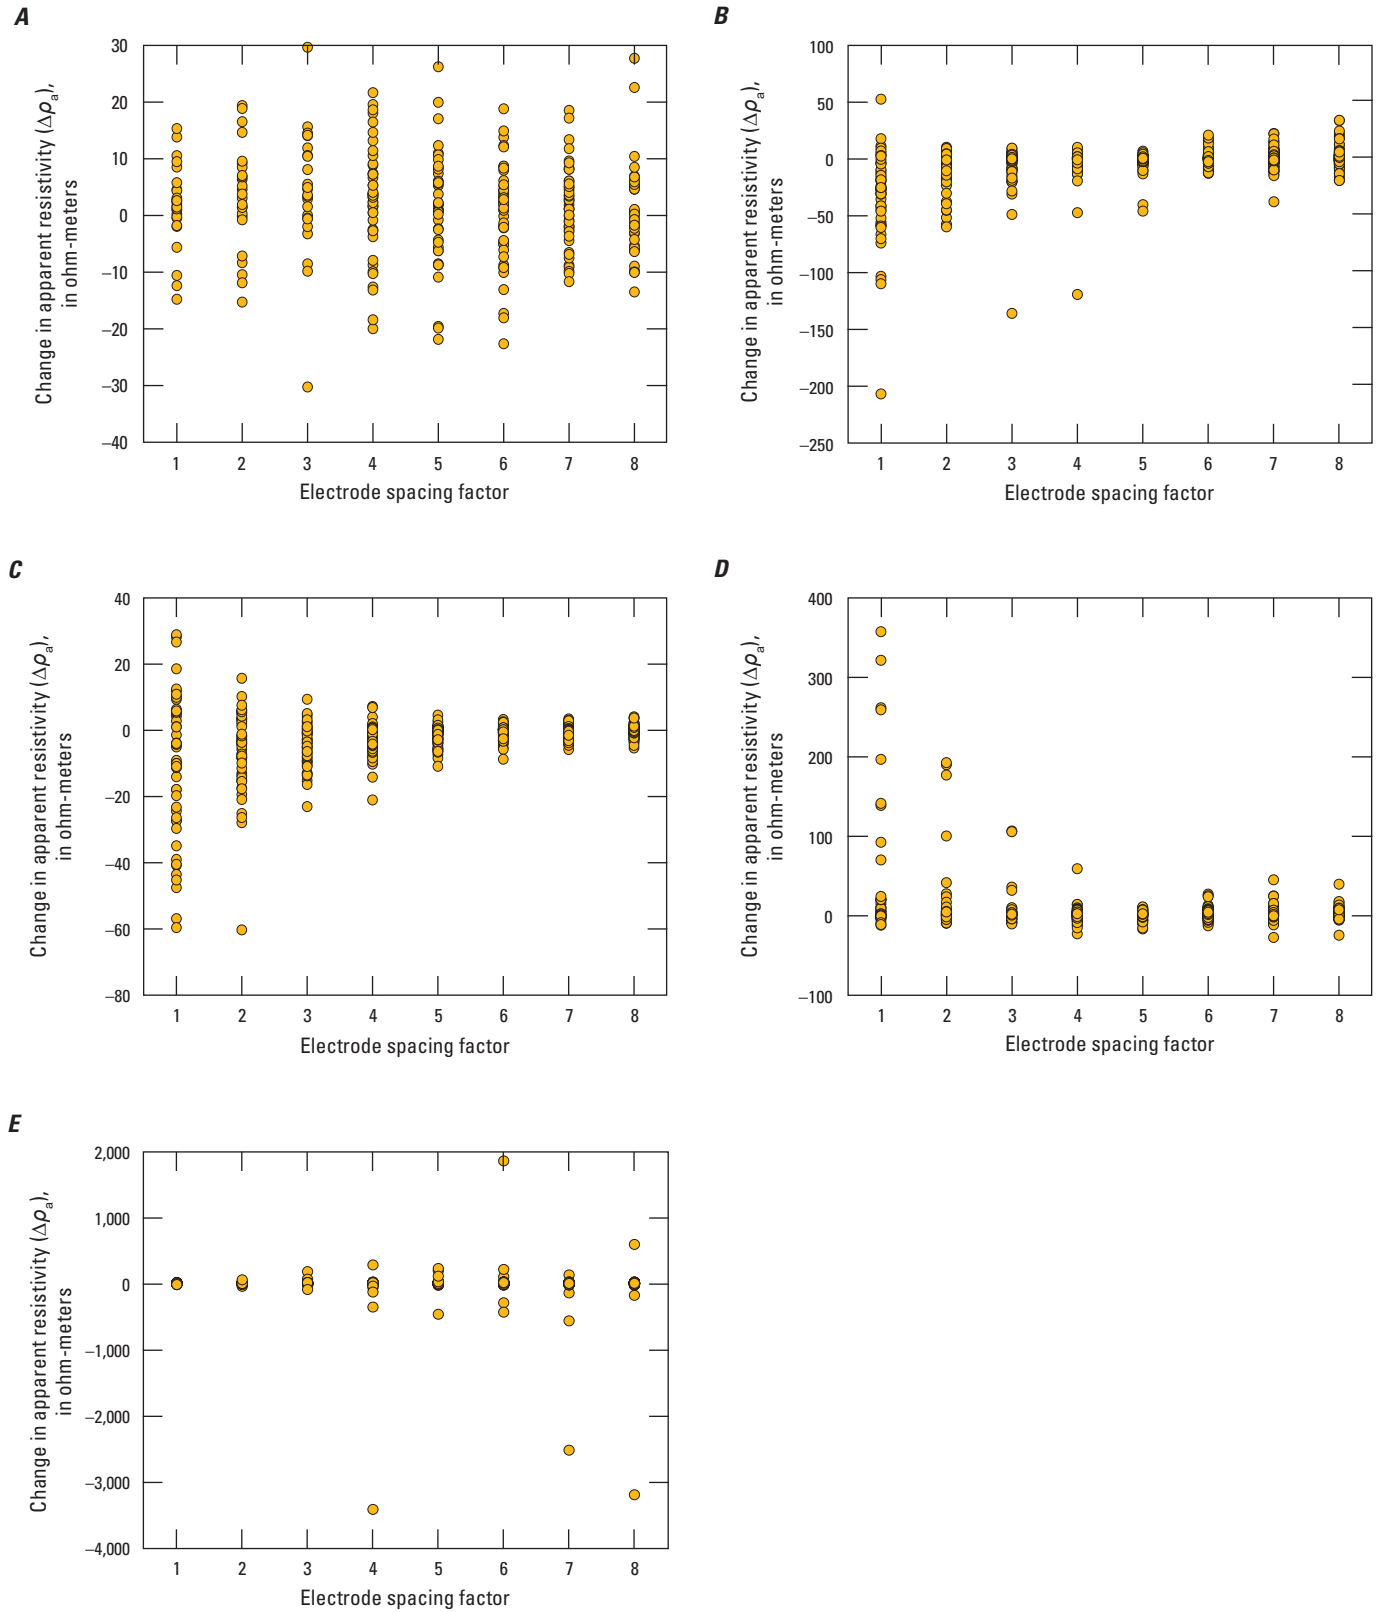 A
Change in apparent resistivity (Δρa),
in ohm-meters
30
20
10
0
–10
–20
–30
–40
1 2 3 4 5 6 7 8
Electrode spacing factor
B
Change in apparent resistivity (Δρa),
in ohm-meters
100
50
0
–50
–100
–150
–200
–250
1 2 3 4 5 6 7 8
Electrode spacing factor
C
Change in apparent resistivity (Δρa),
in ohm-meters
40
20
0
–20
–40
–60
–80
1 2 3 4 5 6 7 8
Electrode spacing factor
D
Change in apparent resistivity (Δρa),
in ohm-meters
400
300
200
100
0
–100
1 2 3 4 5 6 7 8
Electrode spacing factor
E
Change in apparent resistivity (Δρa),
in ohm-meters
2,000
1,000
0
–1,000
–2,000
–3,000
–4,000
1 2 3 4 5 6 7 8
Electrode spacing factor